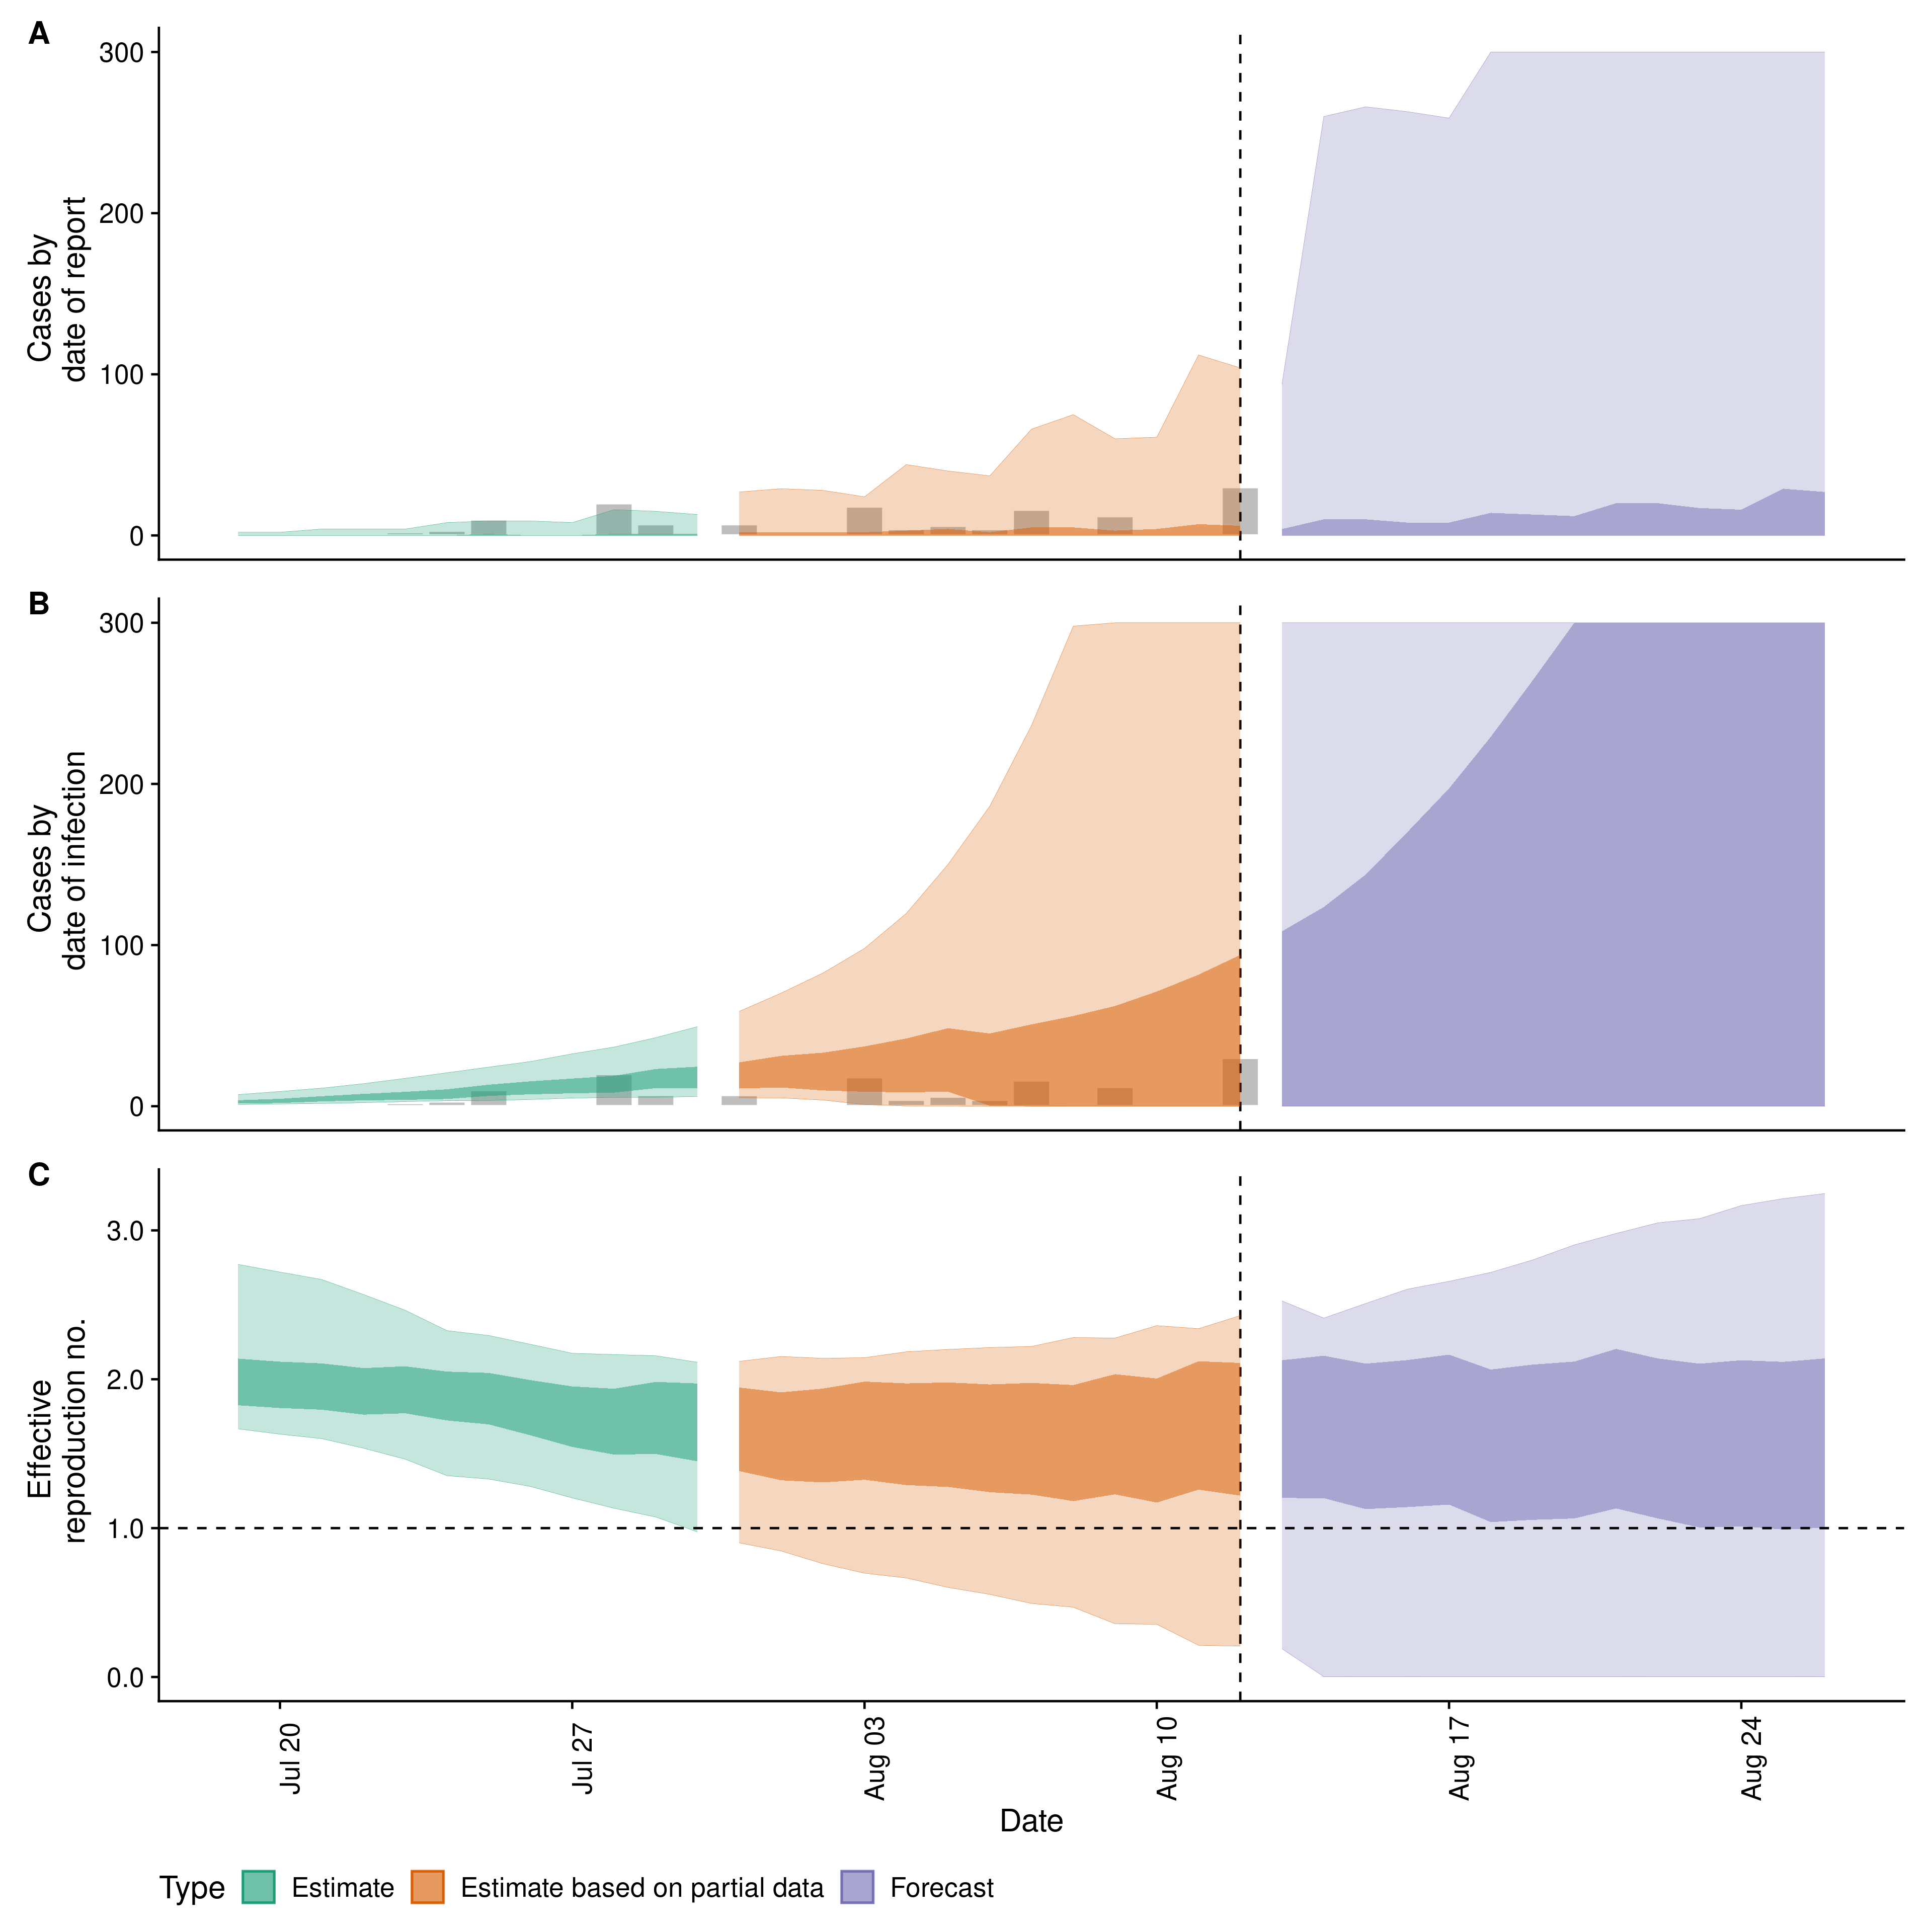 A
300
200
100
0
Cases by
date of report
B
300
200
100
0
Cases by
date of infection
C
3.0
2.0
1.0
0.0
Effective
reproduction no.
Jul 20
Jul 27
Aug 03
Aug 10
Aug 17
Aug 24
Date
Type Estimate Estimate based on partial data Forecast